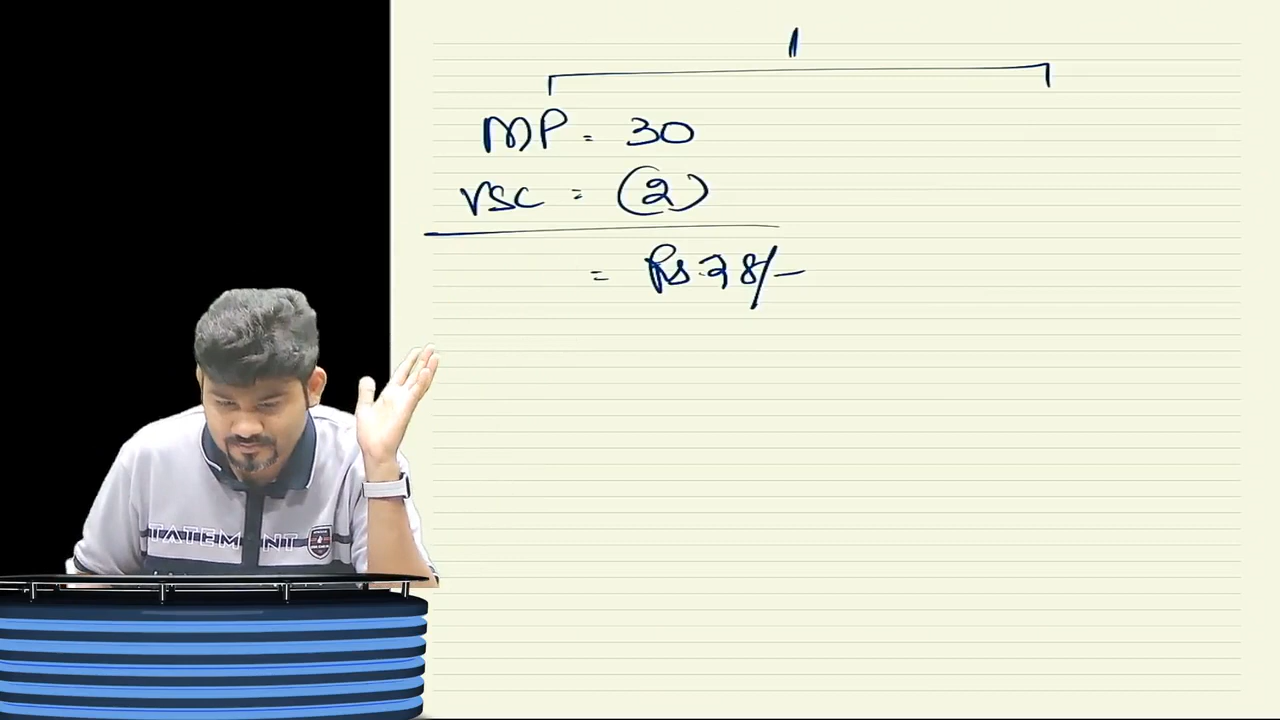 1
MP = 30
VSC = (2)
= Rs. 28/-
TATEMENT